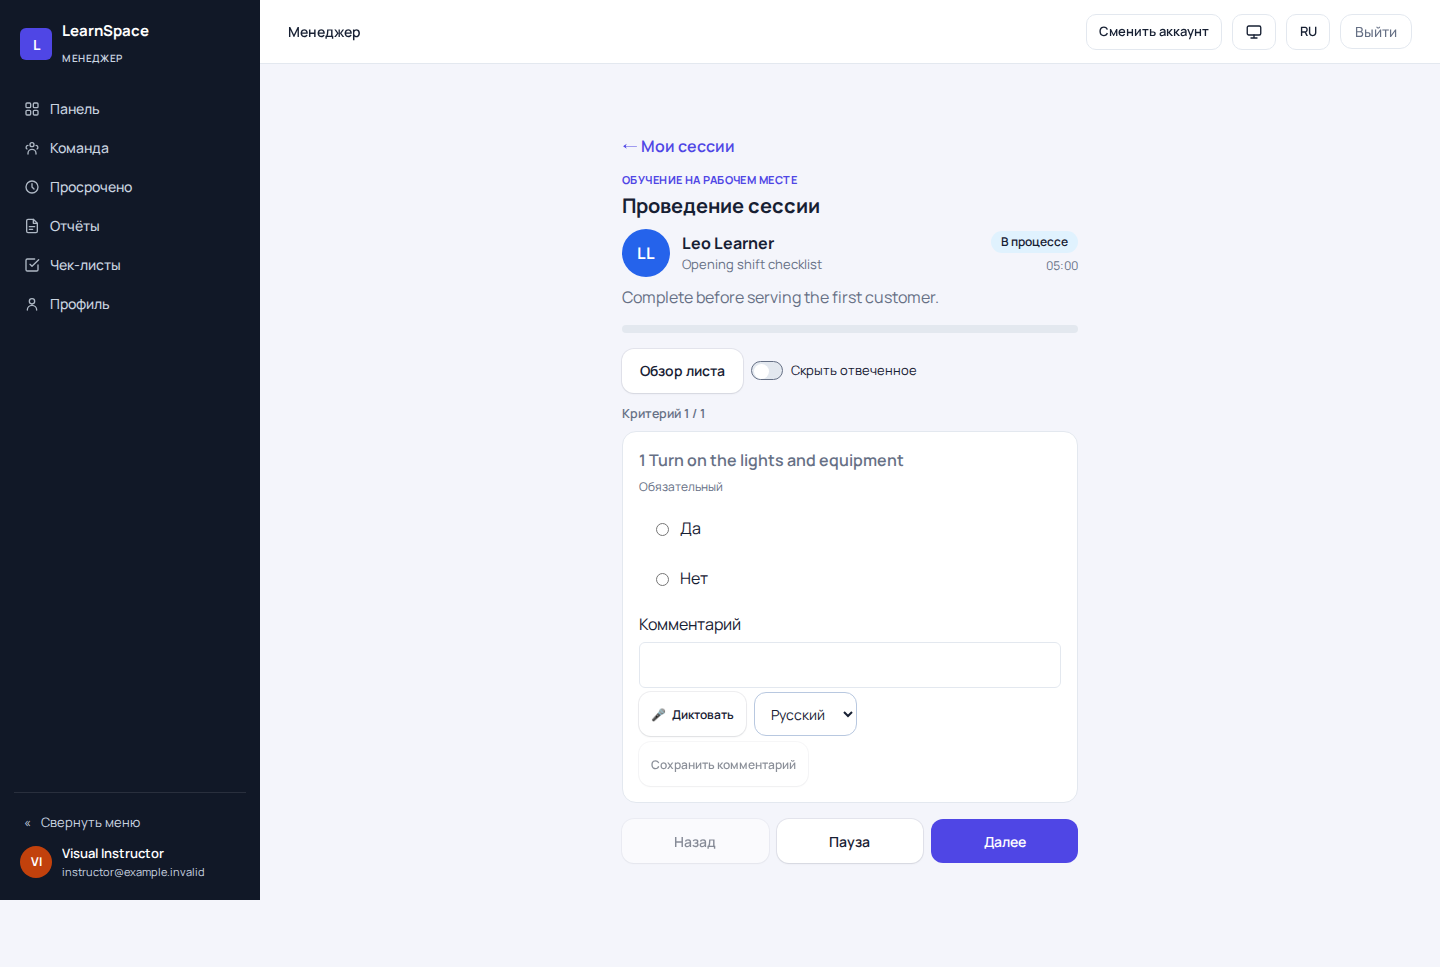 L
LearnSpace
МЕНЕДЖЕР
Панель
Команда
Просрочено
Отчёты
Чек-листы
Профиль
« Свернуть меню
VI
Visual Instructor
instructor@example.invalid
Менеджер
Сменить аккаунт
RU
Выйти
← Мои сессии
ОБУЧЕНИЕ НА РАБОЧЕМ МЕСТЕ
Проведение сессии
LL
Leo Learner
Opening shift checklist
В процессе
05:00
Complete before serving the first customer.
Обзор листа
Скрыть отвеченное
Критерий 1 / 1
1 Turn on the lights and equipment
Обязательный
Да
Нет
Комментарий
🎤 Диктовать
Русский
Сохранить комментарий
Назад
Пауза
Далее